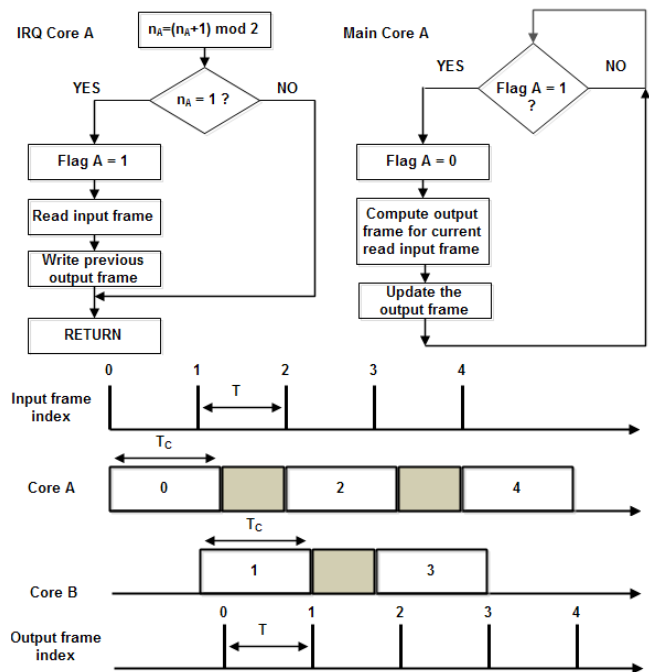 IRQ Core A
nA=(nA+1) mod 2
YES
nA = 1 ?
NO
Flag A = 1
Read input frame
Write previous
output frame
RETURN
Main Core A
YES
Flag A = 1
?
NO
Flag A = 0
Compute output
frame for current
read input frame
Update the
output frame
0 1 2 3 4
T
Input frame
index
TC
Core A
0 2 4
TC
1 3
Core B
0 1 2 3 4
T
Output frame
index